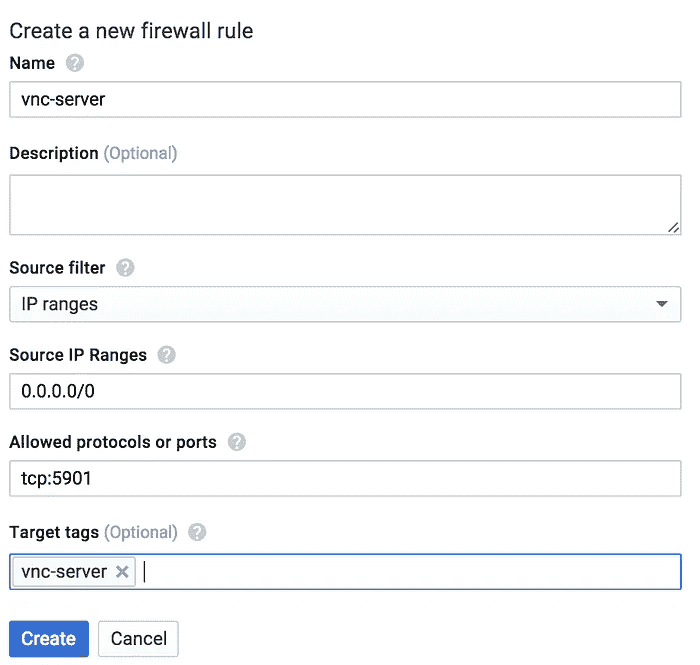 Create a new firewall rule
Name ?
vnc-server
Description (Optional)
Source filter ?
IP ranges
Source IP Ranges ?
0.0.0.0/0
Allowed protocols or ports ?
tcp:5901
Target tags (Optional) ?
vnc-server ×
Create Cancel